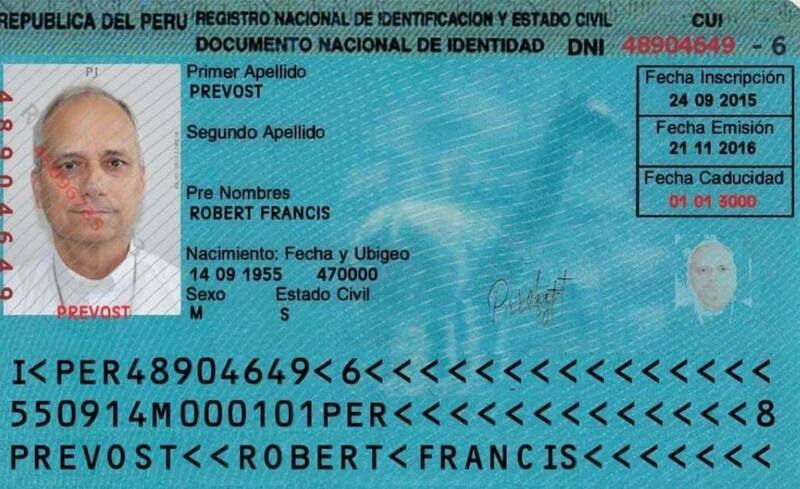 REPUBLICA DEL PERU REGISTRO NACIONAL DE IDENTIFICACION Y ESTADO CIVIL CUI
DOCUMENTO NACIONAL DE IDENTIDAD DNI 48904649 - 6
PJ
Primer Apellido
PREVOST
Segundo Apellido
Pre Nombres
ROBERT FRANCIS
Nacimiento: Fecha y Ubigeo
14 09 1955 470000
Sexo Estado Civil
M S
Fecha Inscripción
24 09 2015
Fecha Emisión
21 11 2016
Fecha Caducidad
01 01 3000
48904649
PREVOST
I<PER48904649<6<<<<<<<<<<<<<<<
550914M000101PER<<<<<<<<<<<<<8
PREVOST<<ROBERT<FRANCIS<<<<<<<